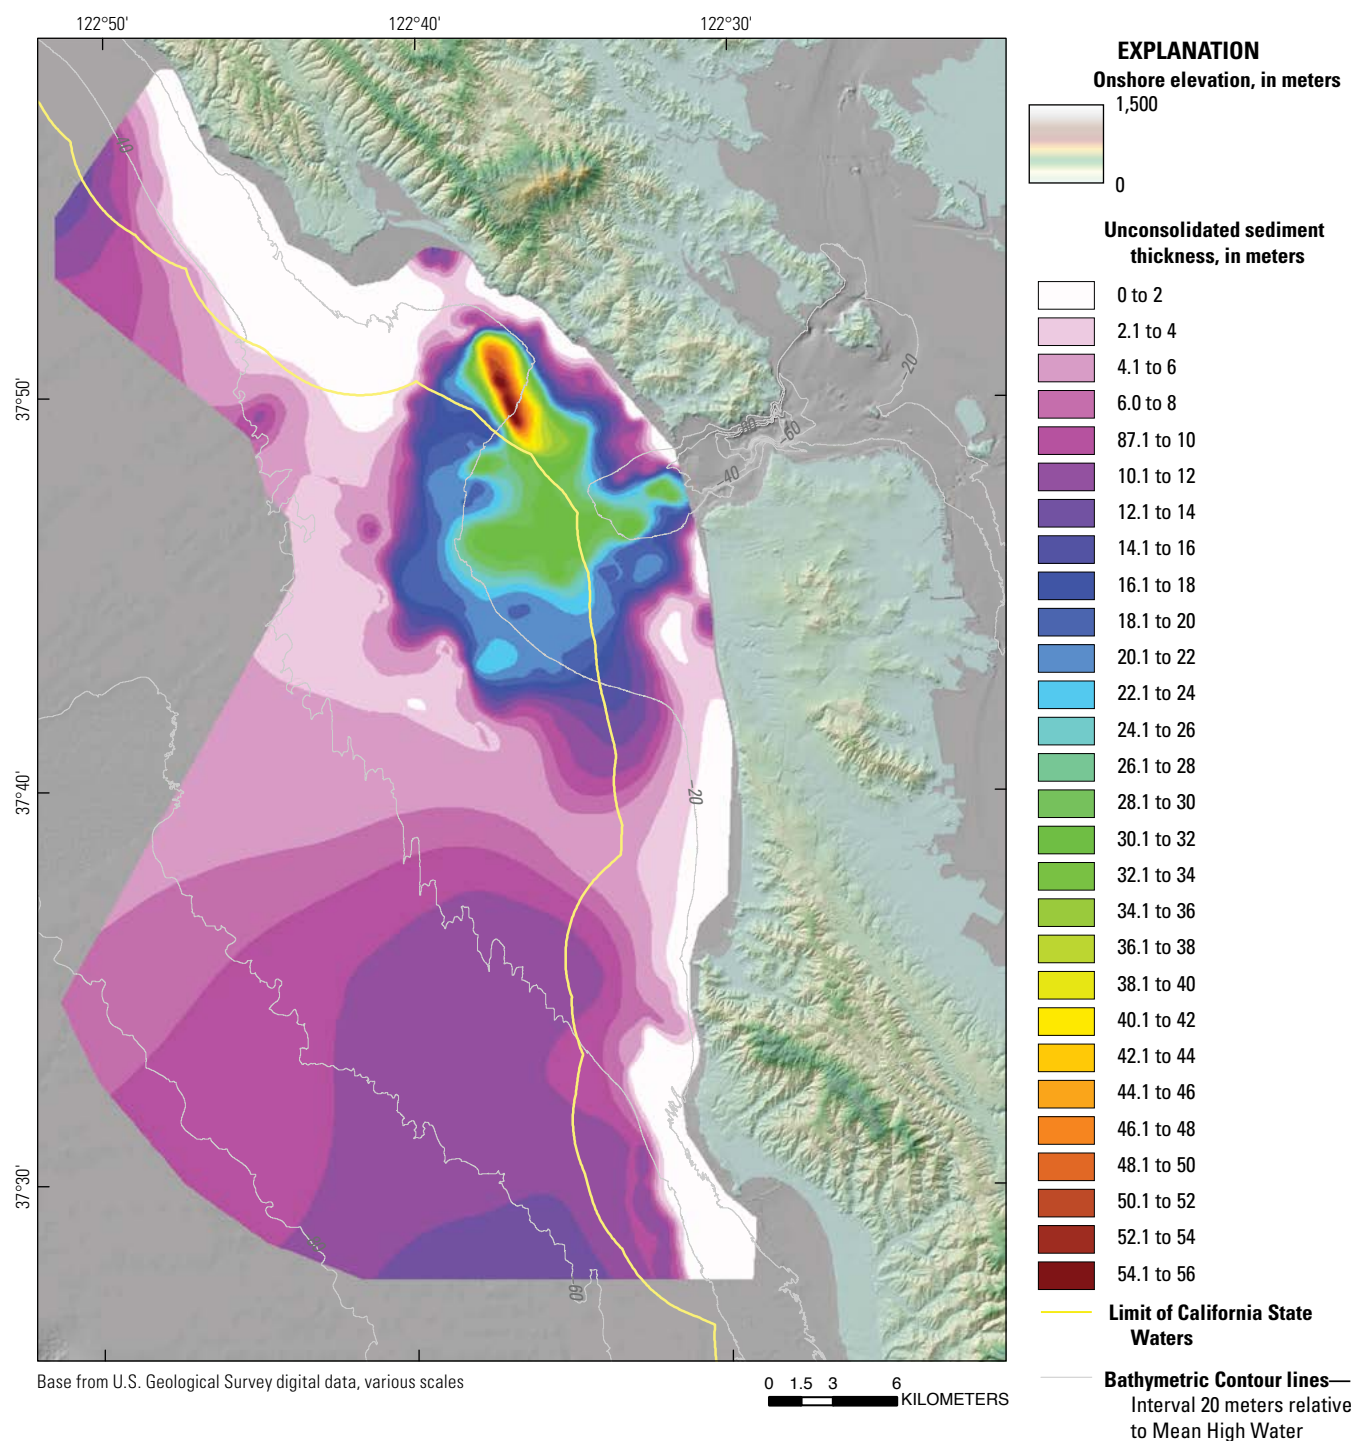 122°50'
122°40'
122°30'
37°50'
37°40'
37°30'
40
20
60
40
20
60
EXPLANATION
Onshore elevation, in meters
1,500
0
Unconsolidated sediment
thickness, in meters
0 to 2
2.1 to 4
4.1 to 6
6.0 to 8
87.1 to 10
10.1 to 12
12.1 to 14
14.1 to 16
16.1 to 18
18.1 to 20
20.1 to 22
22.1 to 24
24.1 to 26
26.1 to 28
28.1 to 30
30.1 to 32
32.1 to 34
34.1 to 36
36.1 to 38
38.1 to 40
40.1 to 42
42.1 to 44
44.1 to 46
46.1 to 48
48.1 to 50
50.1 to 52
52.1 to 54
54.1 to 56
Limit of California State
Waters
Bathymetric Contour lines—
Interval 20 meters relative
to Mean High Water
Base from U.S. Geological Survey digital data, various scales
0 1.5 3 6
KILOMETERS